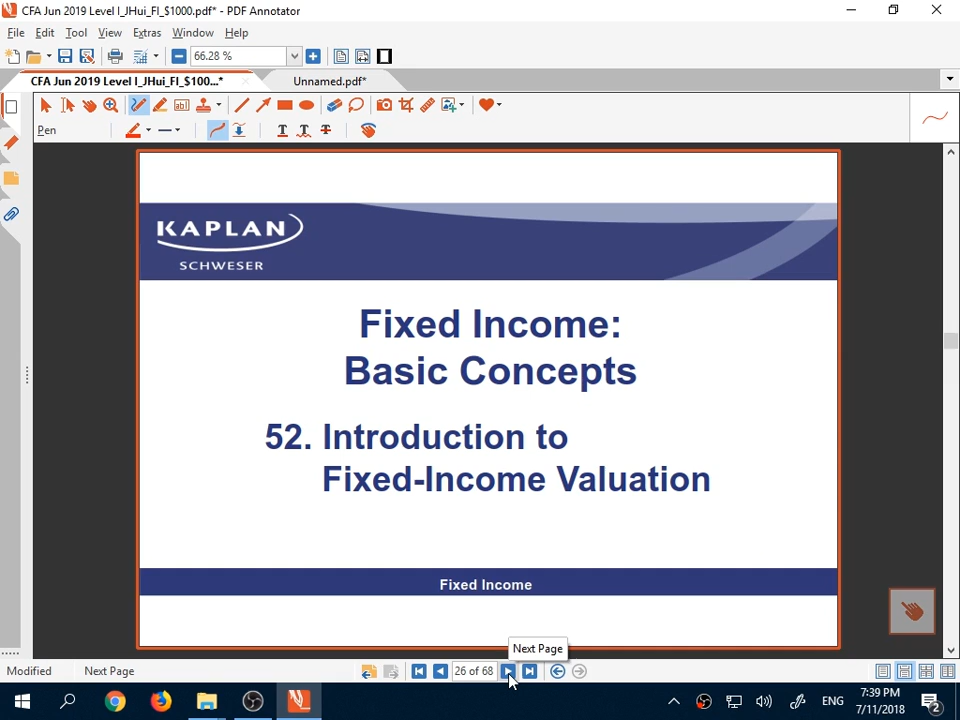 CFA Jun 2019 Level I_JHui_FI_$1000.pdf* - PDF Annotator
File Edit Tool View Extras Window Help
66.28 %
CFA Jun 2019 Level I_JHui_FI_$100...* Unnamed.pdf*
Pen
KAPLAN
SCHWESER
Fixed Income:
Basic Concepts
52. Introduction to
Fixed-Income Valuation
Fixed Income
Next Page
Modified Next Page 26 of 68
ENG 7:39 PM
7/11/2018 2